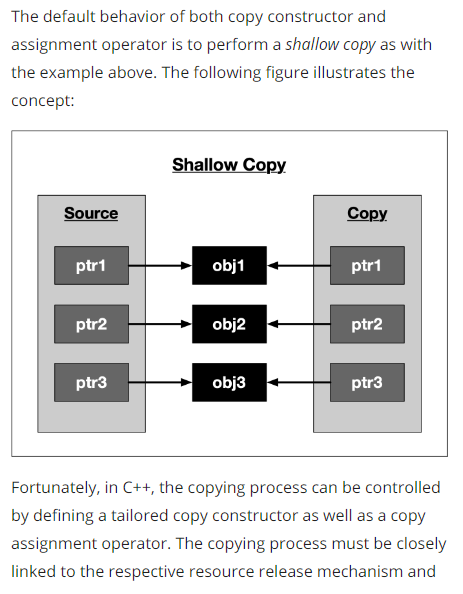 The default behavior of both copy constructor and
assignment operator is to perform a shallow copy as with
the example above. The following figure illustrates the
concept:
Shallow Copy
Source Copy
ptr1 obj1 ptr1
ptr2 obj2 ptr2
ptr3 obj3 ptr3
Fortunately, in C++, the copying process can be controlled
by defining a tailored copy constructor as well as a copy
assignment operator. The copying process must be closely
linked to the respective resource release mechanism and